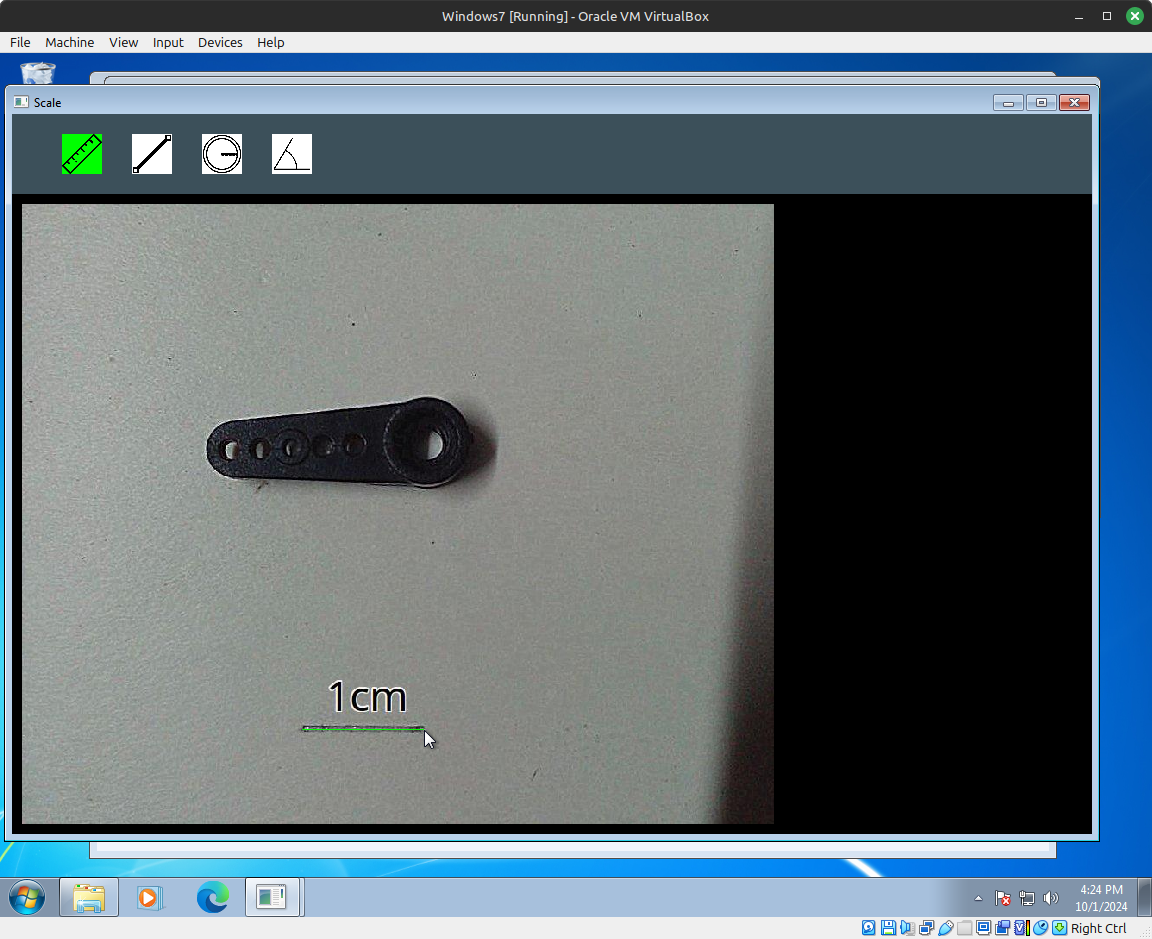 Windows7 [Running] - Oracle VM VirtualBox
File Machine View Input Devices Help
Scale
1cm
4:24 PM
10/1/2024
Right Ctrl